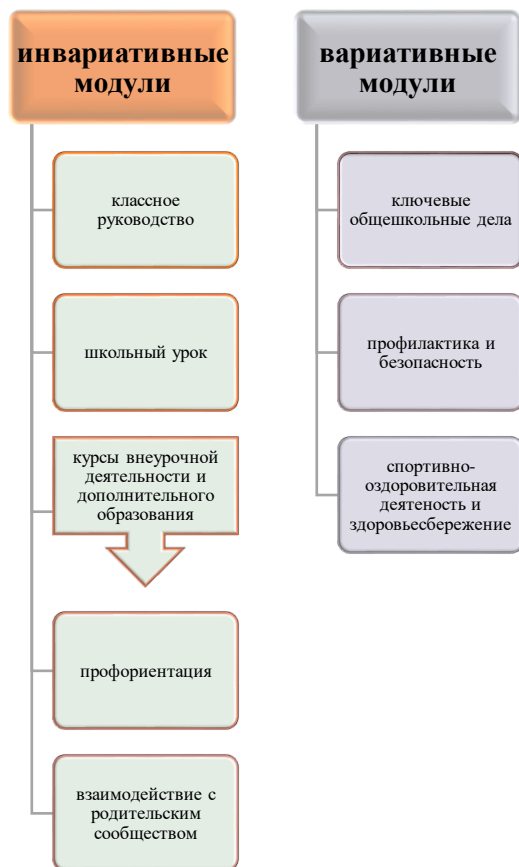 инвариативные
модули
классное
руководство
школьный урок
курсы внеурочной
деятельности и
дополнительного
образования
профориентация
взаимодействие с
родительским
сообществом
вариативные
модули
ключевые
общешкольные дела
профилактика и
безопасность
спортивно-
оздоровительная
деятеность и
здоровьесбережение